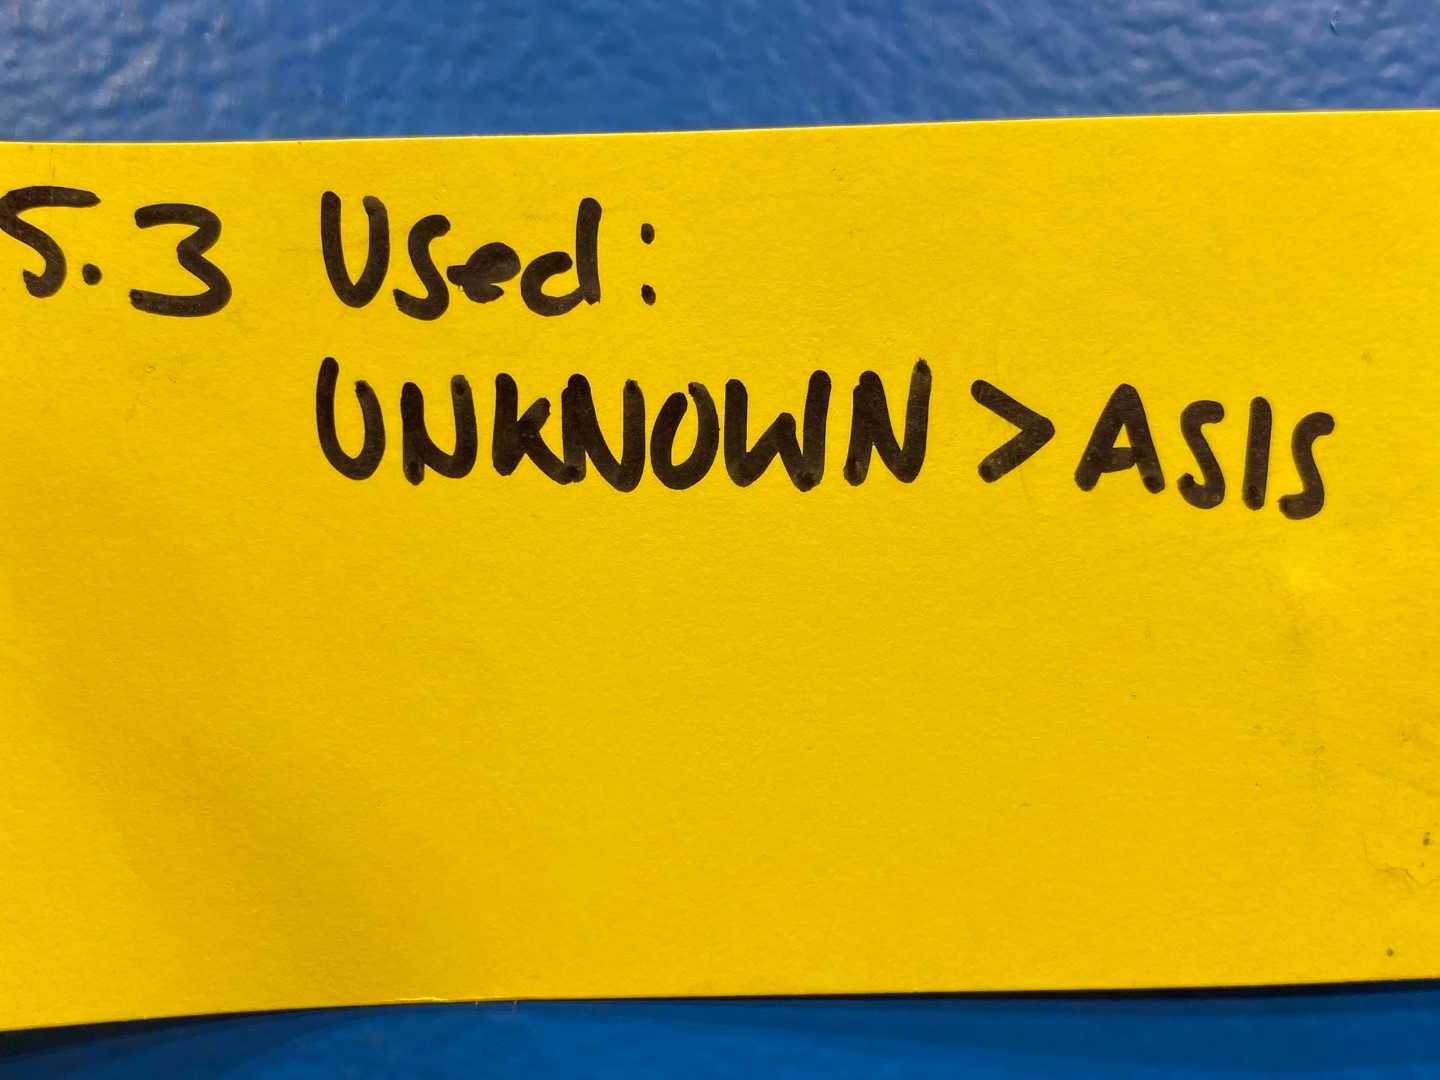 5.3 Used:
UNKNOWN > ASIS